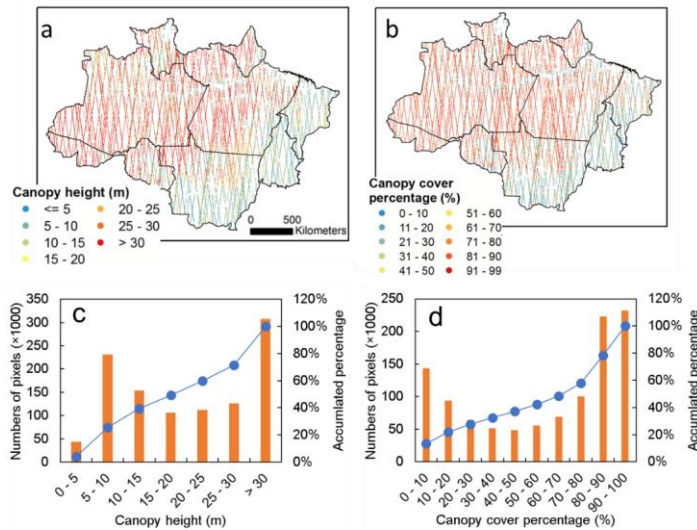 a
Canopy height (m)
<= 5
5 - 10
10 - 15
15 - 20
20 - 25
25 - 30
> 30
0 500
Kilometers
b
Canopy cover
percentage (%)
0 - 10
11 - 20
21 - 30
31 - 40
41 - 50
51 - 60
61 - 70
71 - 80
81 - 90
91 - 99
c
Numbers of pixels (×1000)
350
300
250
200
150
100
50
0
120%
100%
80%
60%
40%
20%
0%
Accumulated percentage
0 - 5
5 - 10
10 - 15
15 - 20
20 - 25
25 - 30
> 30
Canopy height (m)
d
Numbers of pixels (×1000)
250
200
150
100
50
0
120%
100%
80%
60%
40%
20%
0%
Accumulated percentage
0 - 10
10 - 20
20 - 30
30 - 40
40 - 50
50 - 60
60 - 70
70 - 80
80 - 90
90 - 100
Canopy cover percentage (%)